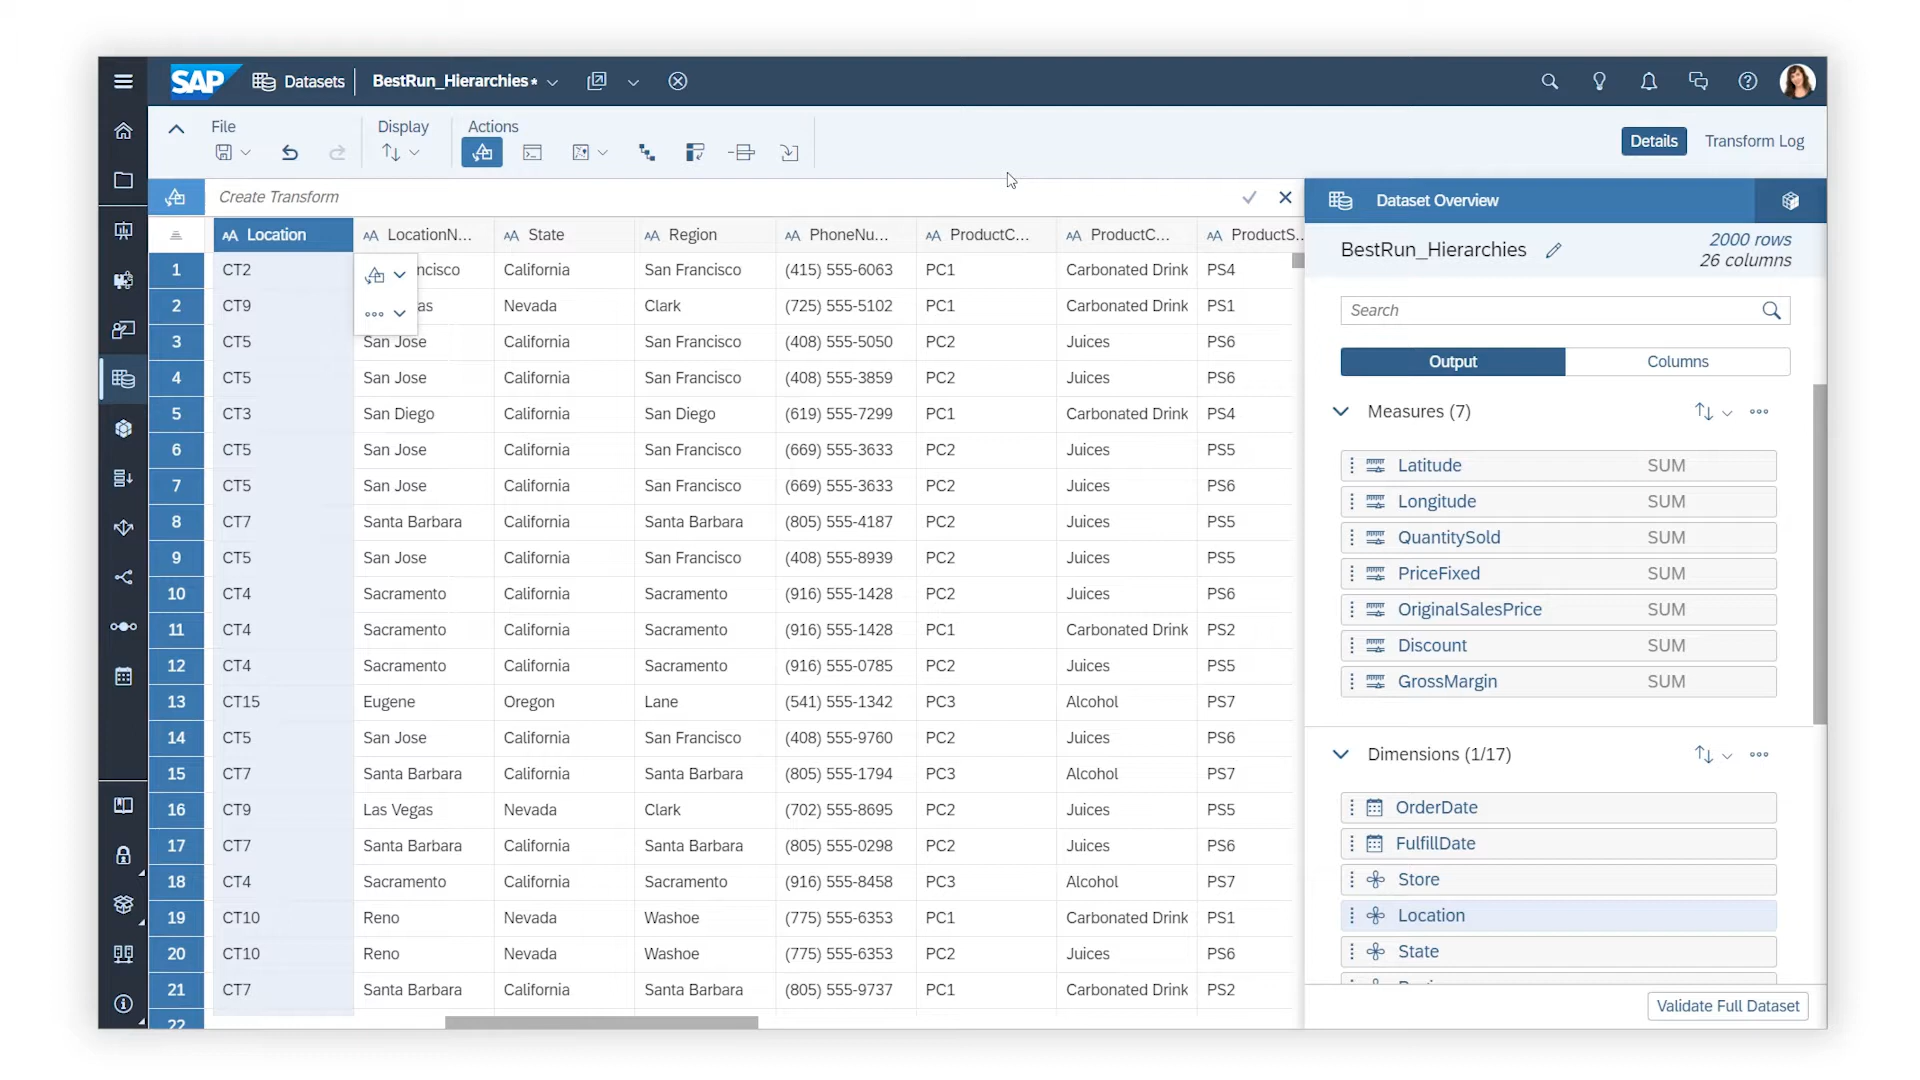 SAP Datasets BestRun_Hierarchies*
File Display Actions
Details Transform Log
Create Transform
Dataset Overview
AA Location AA LocationN... AA State AA Region AA PhoneNu... AA ProductC... AA ProductC... AA ProductS...
1 CT2 ncisco California San Francisco (415) 555-6063 PC1 Carbonated Drink PS4
2 CT9 as Nevada Clark (725) 555-5102 PC1 Carbonated Drink PS1
3 CT5 San Jose California San Francisco (408) 555-5050 PC2 Juices PS6
4 CT5 San Jose California San Francisco (408) 555-3859 PC2 Juices PS6
5 CT3 San Diego California San Diego (619) 555-7299 PC1 Carbonated Drink PS4
6 CT5 San Jose California San Francisco (669) 555-3633 PC2 Juices PS5
7 CT5 San Jose California San Francisco (669) 555-3633 PC2 Juices PS6
8 CT7 Santa Barbara California Santa Barbara (805) 555-4187 PC2 Juices PS5
9 CT5 San Jose California San Francisco (408) 555-8939 PC2 Juices PS5
10 CT4 Sacramento California Sacramento (916) 555-1428 PC2 Juices PS6
11 CT4 Sacramento California Sacramento (916) 555-1428 PC1 Carbonated Drink PS2
12 CT4 Sacramento California Sacramento (916) 555-0785 PC2 Juices PS5
13 CT15 Eugene Oregon Lane (541) 555-1342 PC3 Alcohol PS7
14 CT5 San Jose California San Francisco (408) 555-9760 PC2 Juices PS6
15 CT7 Santa Barbara California Santa Barbara (805) 555-1794 PC3 Alcohol PS7
16 CT9 Las Vegas Nevada Clark (702) 555-8695 PC2 Juices PS5
17 CT7 Santa Barbara California Santa Barbara (805) 555-0298 PC2 Juices PS6
18 CT4 Sacramento California Sacramento (916) 555-8458 PC3 Alcohol PS7
19 CT10 Reno Nevada Washoe (775) 555-6353 PC1 Carbonated Drink PS1
20 CT10 Reno Nevada Washoe (775) 555-6353 PC2 Juices PS6
21 CT7 Santa Barbara California Santa Barbara (805) 555-9737 PC1 Carbonated Drink PS2
22
BestRun_Hierarchies
2000 rows
26 columns
Search
Output Columns
Measures (7)
Latitude SUM
Longitude SUM
QuantitySold SUM
PriceFixed SUM
OriginalSalesPrice SUM
Discount SUM
GrossMargin SUM
Dimensions (1/17)
OrderDate
FulfillDate
Store
Location
State
Validate Full Dataset